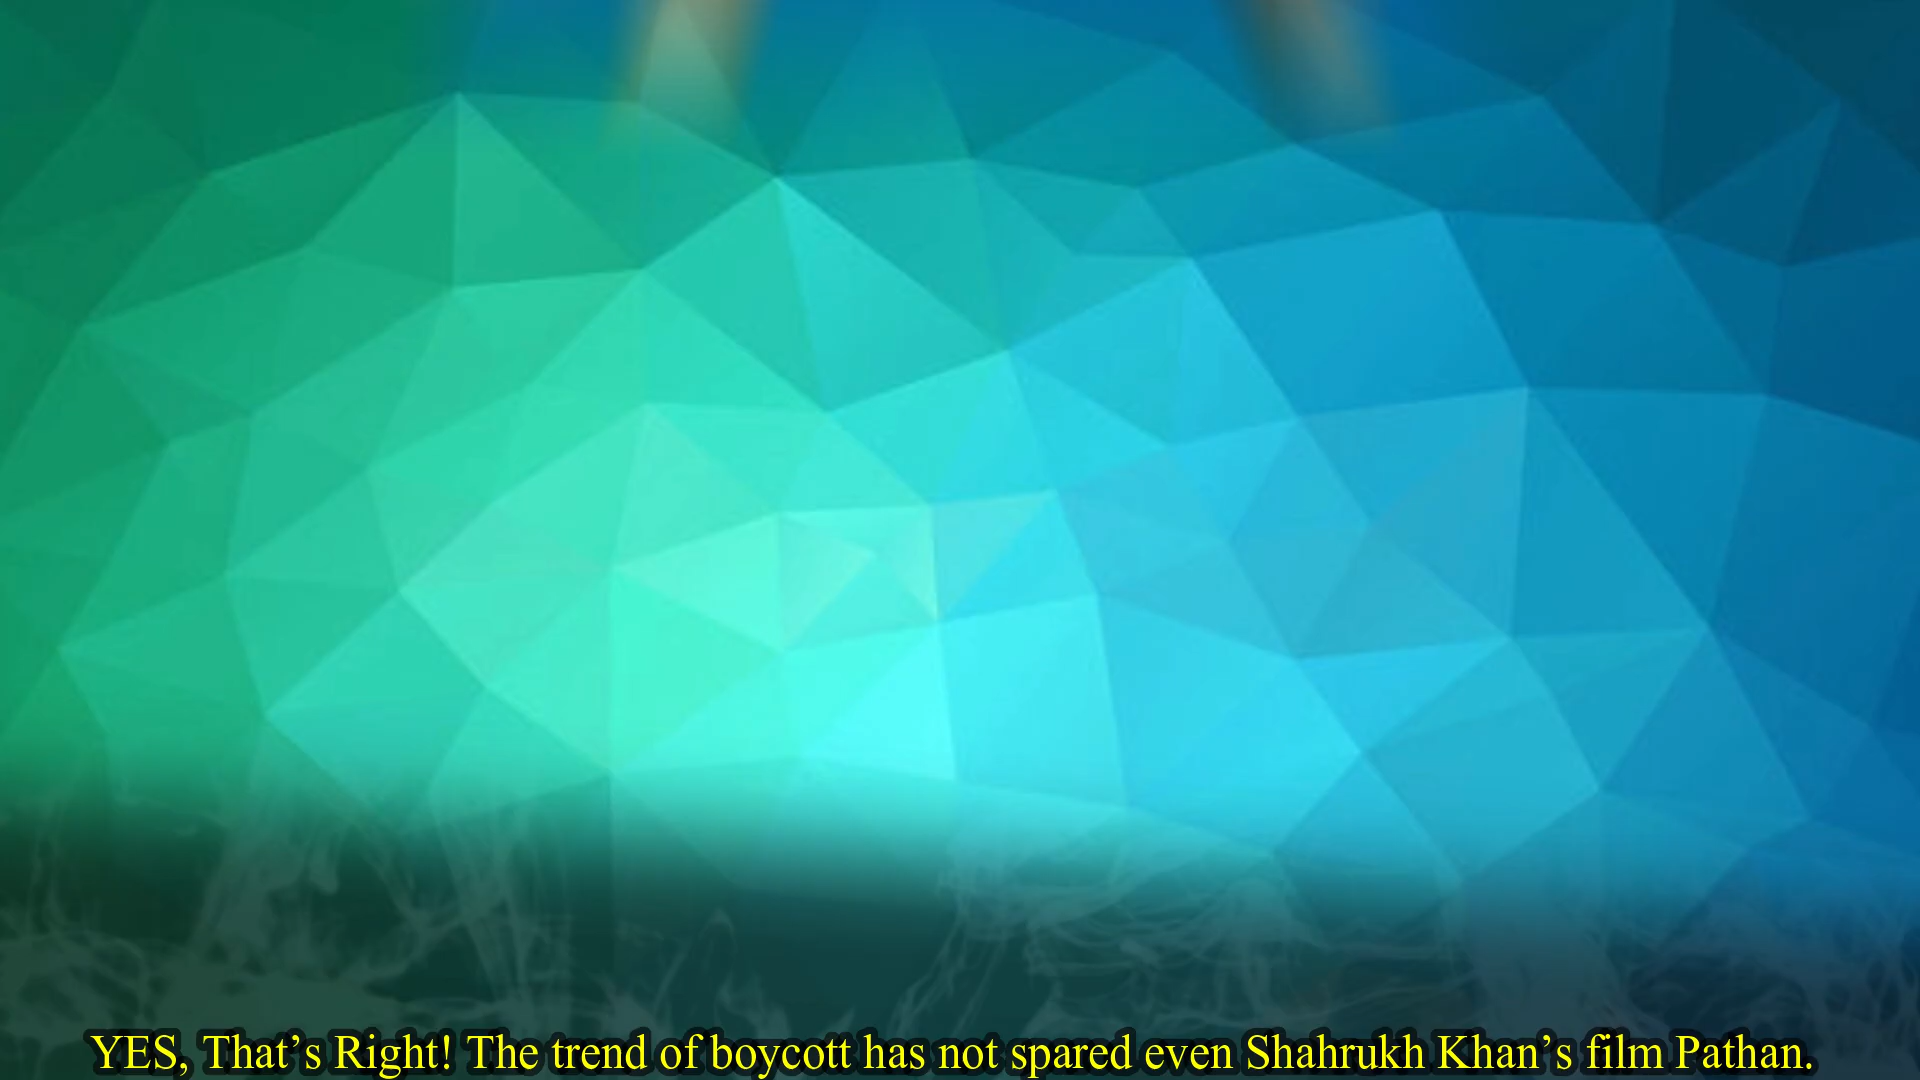 YES, That’s Right! The trend of boycott has not spared even Shahrukh Khan’s film Pathan.